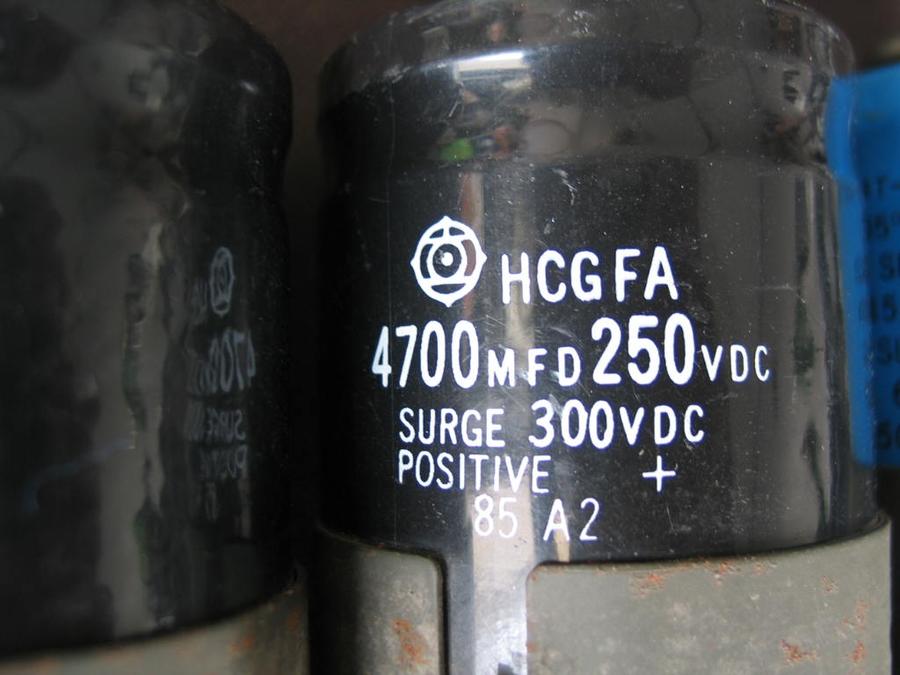 HCGFA
4700MFD 250VDC
SURGE 300VDC
POSITIVE +
85 A2